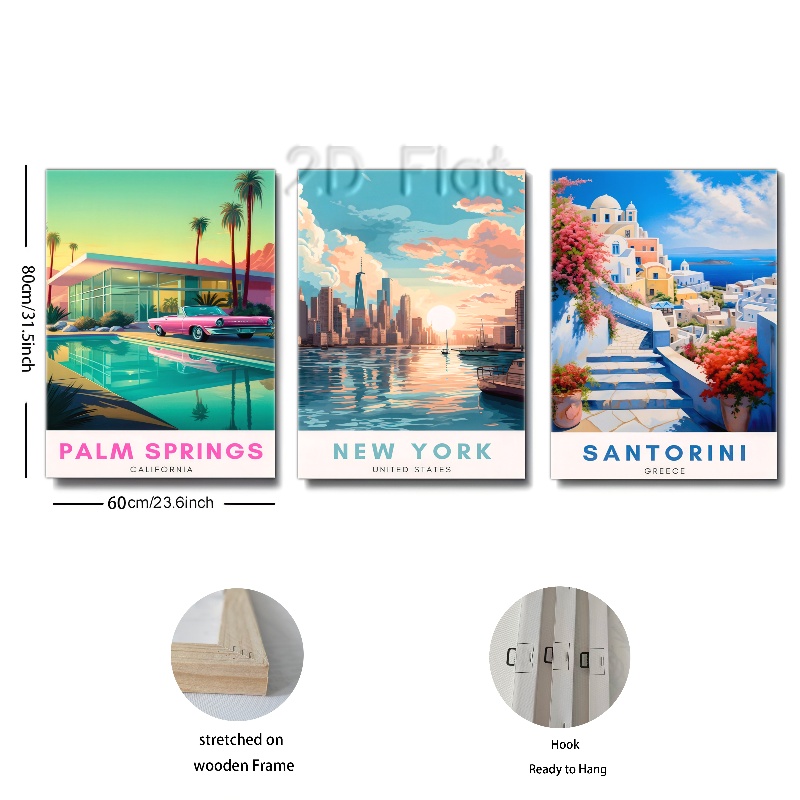 2D Flat
80cm/31.5inch
PALM SPRINGS
CALIFORNIA
NEW YORK
UNITED STATES
SANTORINI
GREECE
60cm/23.6inch
stretched on
wooden Frame
Hook
Ready to Hang